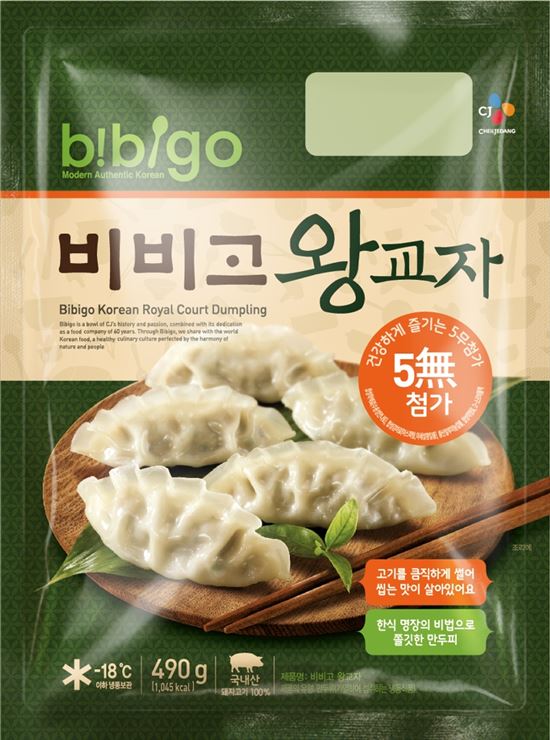 CJ
CHEILJEDANG
b!bigo
Modern Authentic Korean
비비고 왕교자
Bibigo Korean Royal Court Dumpling
Bibigo is a bowl of CJ's history and passion, combined with its dedication
as a food company of 60 years. Through Bibigo, we share with the world
Korean food, a healthy culinary culture perfected by the harmony of
nature and people
건강하게 즐기는 5무첨가
5無
첨가
조리예
고기를 큼직하게 썰어
씹는 맛이 살아있어요
한식 명장의 비법으로
쫄깃한 만두피
-18℃
이하 냉동보관
490 g
(1,045 kcal)
국내산
돼지고기 100%
제품명: 비비고 왕교자